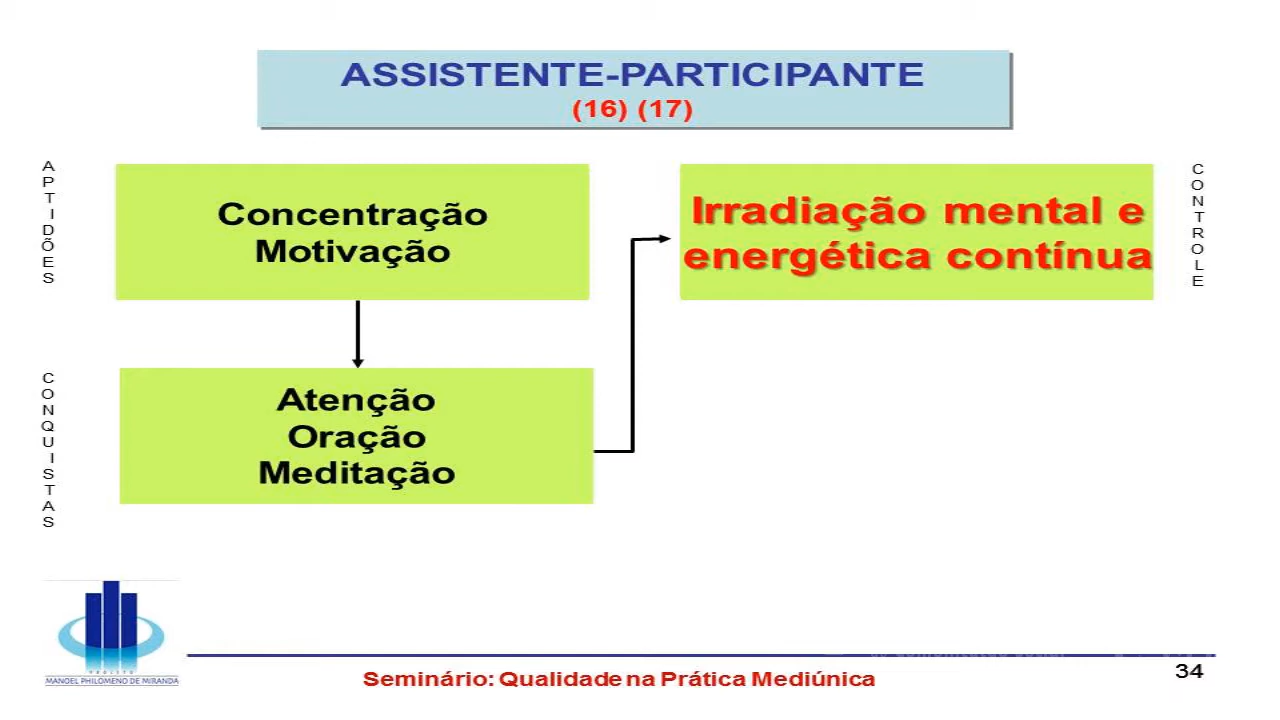 ASSISTENTE-PARTICIPANTE
(16) (17)
APTIDÕES
Concentração
Motivação
Irradiação mental e
energética contínua
CONTROLE
CONQUISTAS
Atenção
Oração
Meditação
PROJETO
MANOEL PHILOMENO DE MIRANDA
Seminário: Qualidade na Prática Mediúnica
34